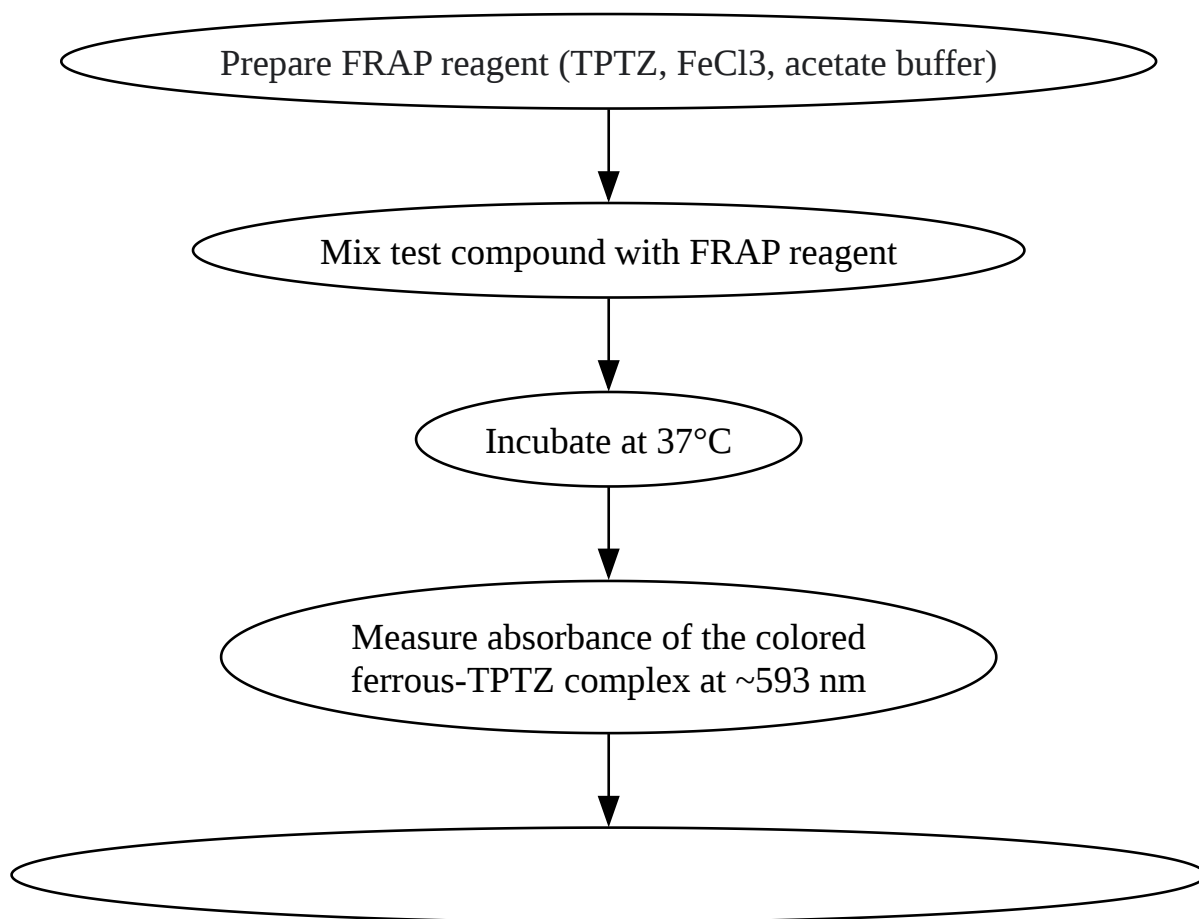 Prepare FRAP reagent (TPTZ, FeCl3, acetate buffer)
Mix test compound with FRAP reagent
Incubate at 37°C
Measure absorbance of the colored
ferrous-TPTZ complex at ~593 nm